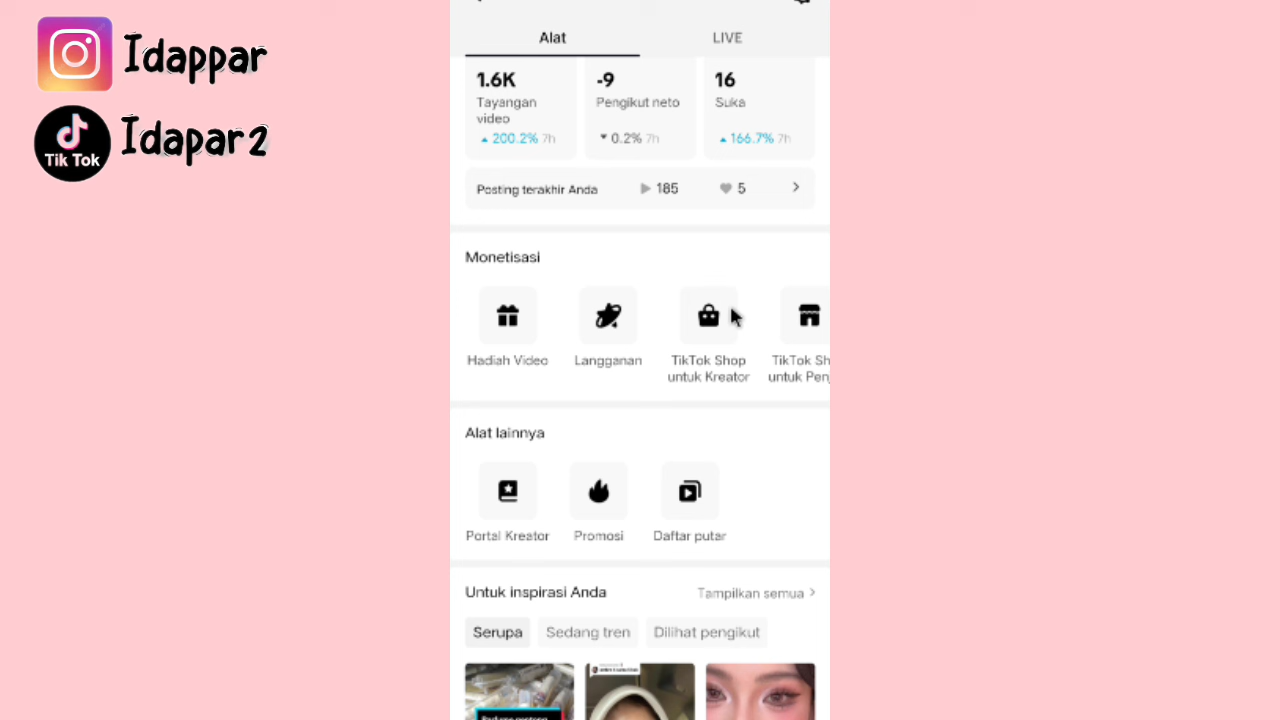 Idappar
Tik Tok
Idapar2
Alat
LIVE
1.6K
Tayangan
video
200.2% 7h
-9
Pengikut neto
0.2% 7h
16
Suka
166.7% 7h
Posting terakhir Anda
185
5
Monetisasi
Hadiah Video
Langganan
TikTok Shop
untuk Kreator
TikTok Sh
untuk Penj
Alat lainnya
Portal Kreator
Promosi
Daftar putar
Untuk inspirasi Anda
Tampilkan semua
Serupa
Sedang tren
Dilihat pengikut